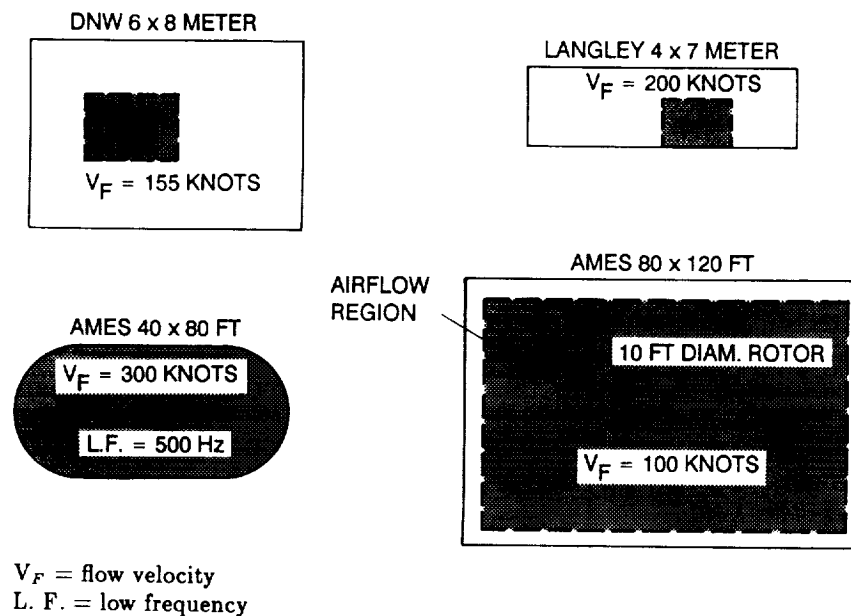 DNW 6 x 8 METER
V_F = 155 KNOTS
LANGLEY 4 x 7 METER
V_F = 200 KNOTS
AMES 40 x 80 FT
V_F = 300 KNOTS
L.F. = 500 Hz
AMES 80 x 120 FT
AIRFLOW
REGION
10 FT DIAM. ROTOR
V_F = 100 KNOTS
V_F = flow velocity
L. F. = low frequency